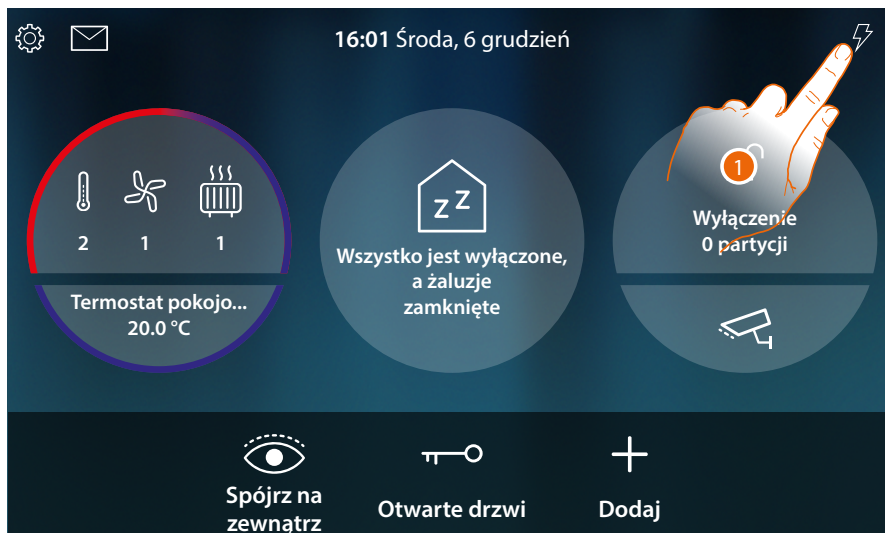 16:01 Środa, 6 grudzień
2 1 1
Termostat pokojo...
20.0 °C
z z
Wszystko jest wyłączone,
a żaluzje
zamknięte
1
Wyłączenie
0 partycji
Spójrz na
zewnątrz
Otwarte drzwi
Dodaj